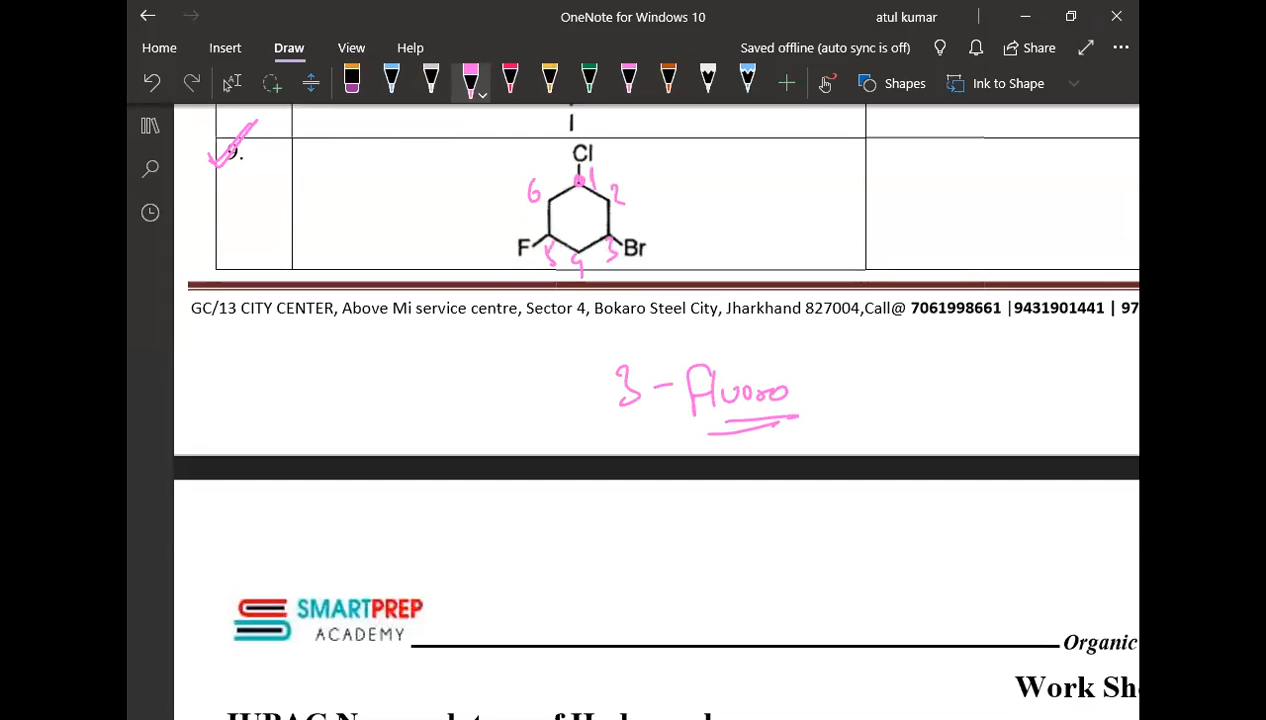 OneNote for Windows 10
atul kumar
Home Insert Draw View Help
Saved offline (auto sync is off)
Share
Shapes
Ink to Shape
9.
Cl
1
6
2
F
Br
5
3
4
GC/13 CITY CENTER, Above Mi service centre, Sector 4, Bokaro Steel City, Jharkhand 827004,Call@ 7061998661 |9431901441 | 97
3 - Fluoro
SMARTPREP
ACADEMY
Organic
Work Sh